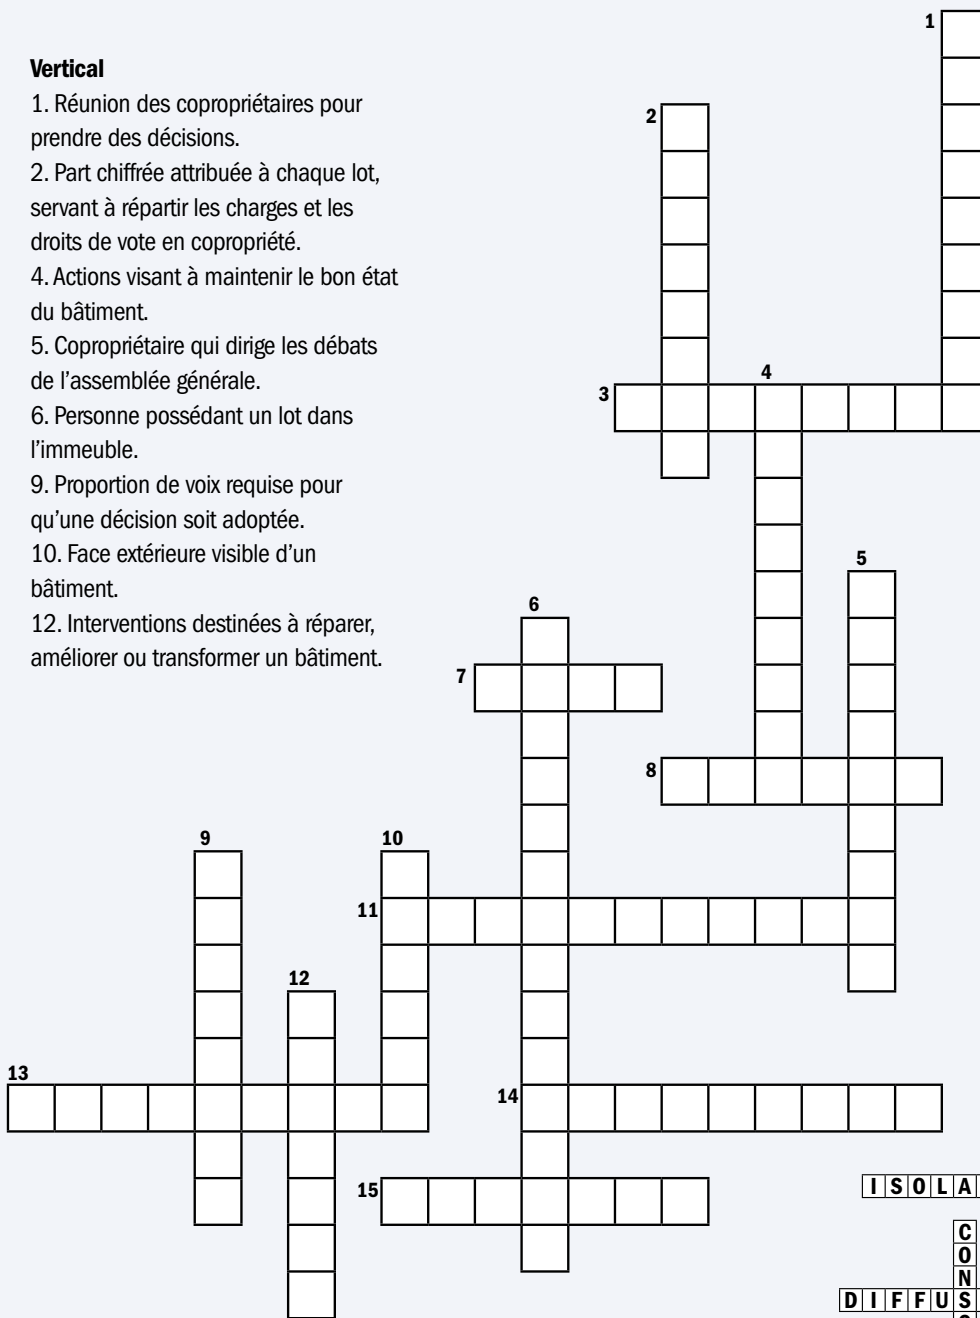 Vertical
1. Réunion des copropriétaires pour
prendre des décisions.
2. Part chiffrée attribuée à chaque lot,
servant à répartir les charges et les
droits de vote en copropriété.
4. Actions visant à maintenir le bon état
du bâtiment.
5. Copropriétaire qui dirige les débats
de l’assemblée générale.
6. Personne possédant un lot dans
l’immeuble.
9. Proportion de voix requise pour
qu’une décision soit adoptée.
10. Face extérieure visible d’un
bâtiment.
12. Interventions destinées à réparer,
améliorer ou transformer un bâtiment.
1
2
4
3
5
6
7
8
9
10
11
12
13
14
15
ISOLA
C
O
N
DIFFUS